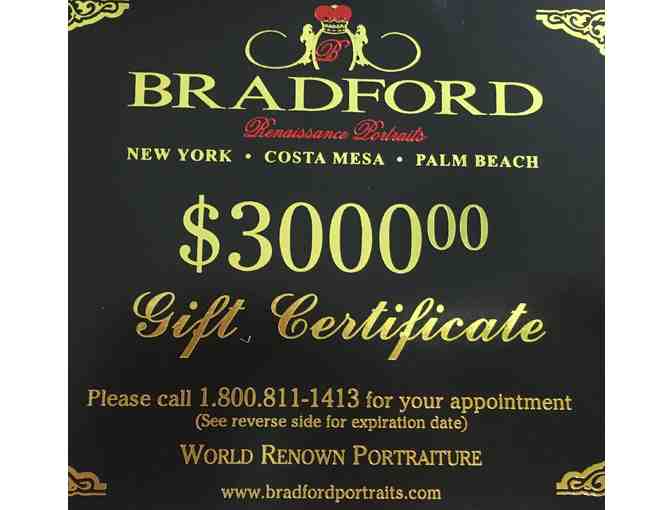 B
BRADFORD
Renaissance Portraits
NEW YORK • COSTA MESA • PALM BEACH
$3000⁰⁰
Gift Certificate
Please call 1.800.811-1413 for your appointment
(See reverse side for expiration date)
WORLD RENOWN PORTRAITURE
www.bradfordportraits.com